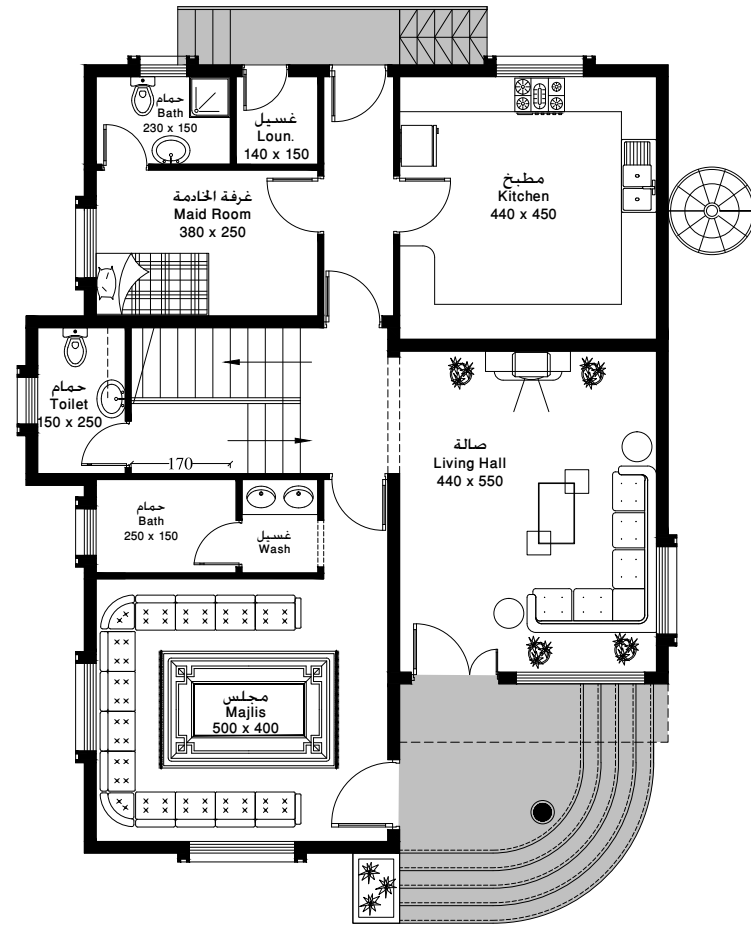 حمام
Bath
230 x 150
غسيل
Loun.
140 x 150
مطبخ
Kitchen
440 x 450
غرفة الخادمة
Maid Room
380 x 250
حمام
Toilet
150 x 250
170
صالة
Living Hall
440 x 550
حمام
Bath
250 x 150
غسيل
Wash
مجلس
Majlis
500 x 400